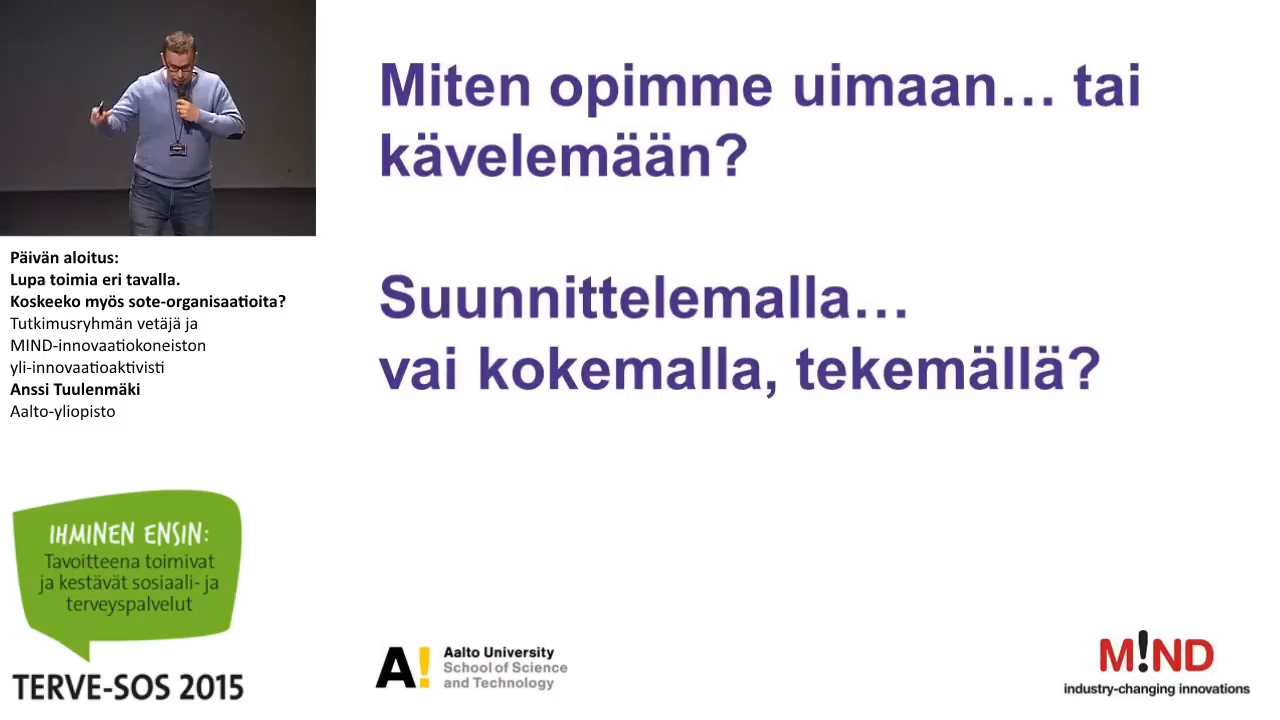 Miten opimme uimaan… tai
kävelemään?
Suunnittelemalla…
vai kokemalla, tekemällä?
Päivän aloitus:
Lupa toimia eri tavalla.
Koskeeko myös sote-organisaatioita?
Tutkimusryhmän vetäjä ja
MIND-innovaatiokoneiston
yli-innovaatioaktivisti
Anssi Tuulenmäki
Aalto-yliopisto
IHMINEN ENSIN:
Tavoitteena toimivat
ja kestävät sosiaali- ja
terveyspalvelut
TERVE-SOS 2015
A!
Aalto University
School of Science
and Technology
M!ND
industry-changing innovations